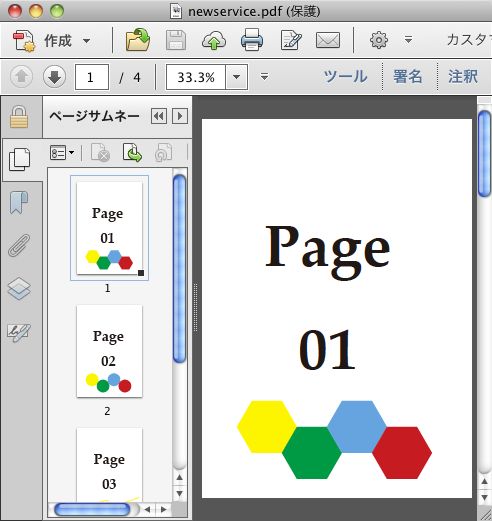 newservice.pdf (保護)
作成
カスタ
1 / 4
33.3%
ツール
署名
注釈
ページサムネー
Page
01
1
Page
02
2
Page
03
Page
01